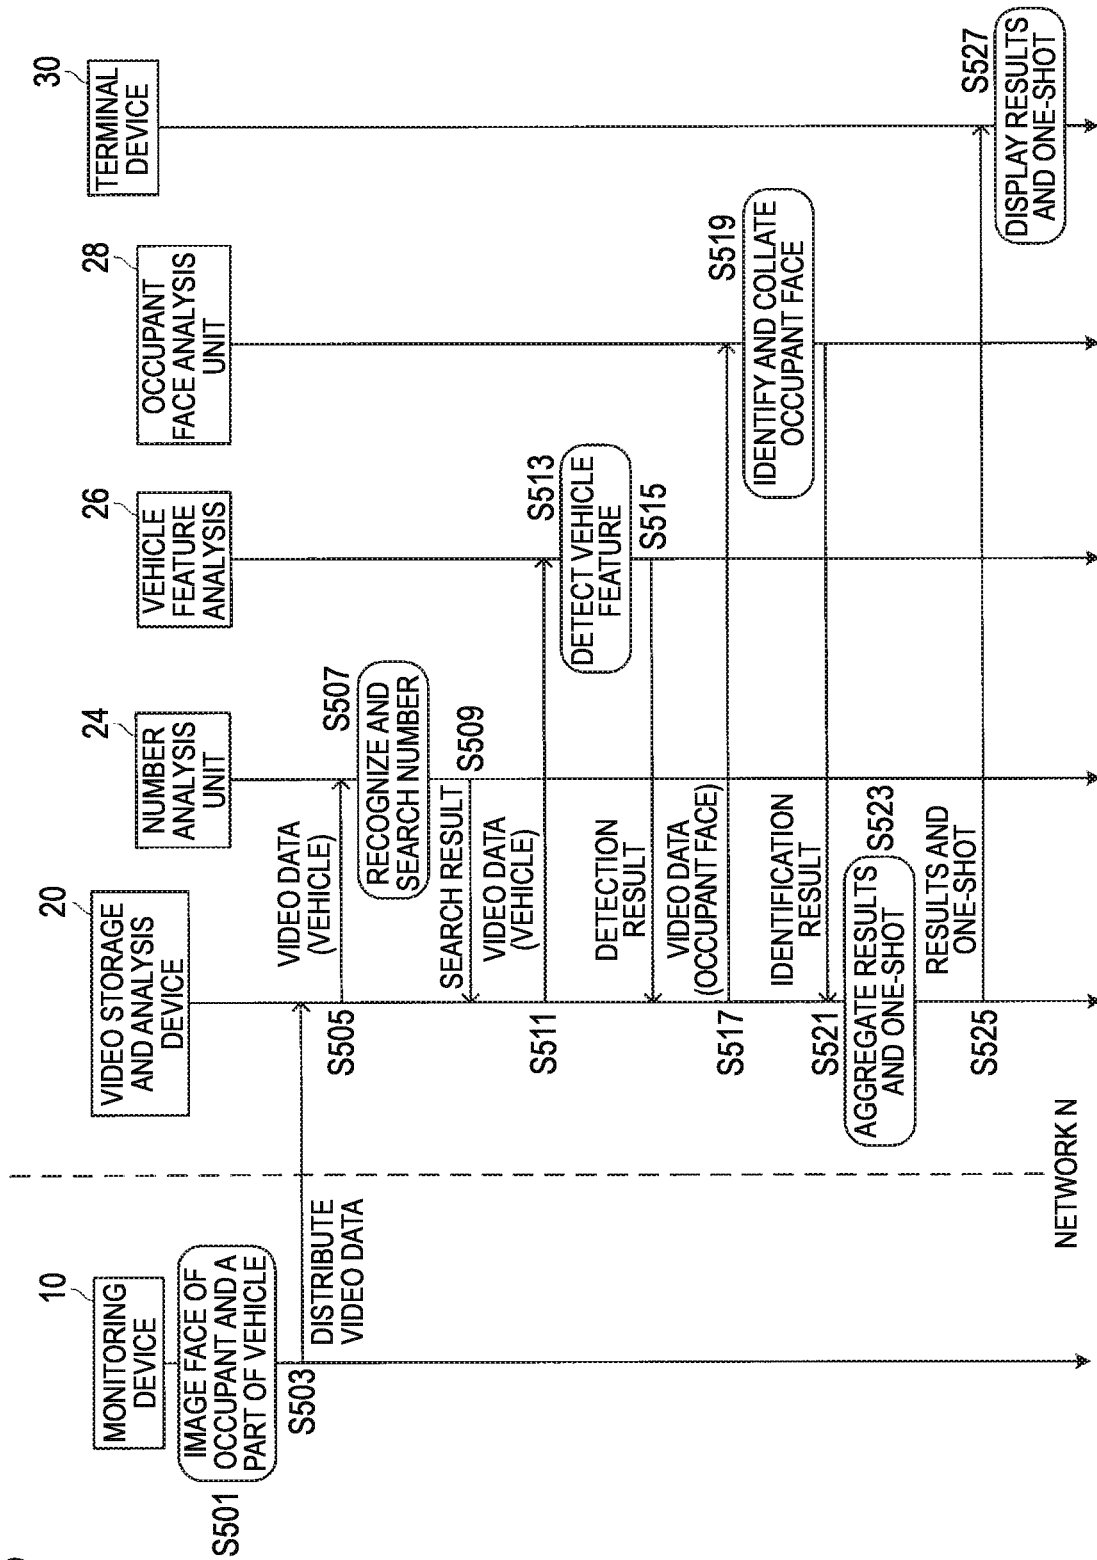 10
MONITORING
DEVICE
20
VIDEO STORAGE
AND ANALYSIS
DEVICE
24
NUMBER
ANALYSIS
UNIT
26
VEHICLE
FEATURE
ANALYSIS
28
OCCUPANT
FACE ANALYSIS
UNIT
30
TERMINAL
DEVICE
S501
IMAGE FACE OF
OCCUPANT AND A
PART OF VEHICLE
S503
DISTRIBUTE
VIDEO DATA
S505
VIDEO DATA
(VEHICLE)
S507
RECOGNIZE AND
SEARCH NUMBER
SEARCH RESULT
S509
S511
VIDEO DATA
(VEHICLE)
S513
DETECT VEHICLE
FEATURE
DETECTION
RESULT
S515
S517
VIDEO DATA
(OCCUPANT FACE)
S519
IDENTIFY AND COLLATE
OCCUPANT FACE
S521
IDENTIFICATION
RESULT
S523
AGGREGATE RESULTS
AND ONE-SHOT
S525
RESULTS AND
ONE-SHOT
S527
DISPLAY RESULTS
AND ONE-SHOT
NETWORK N